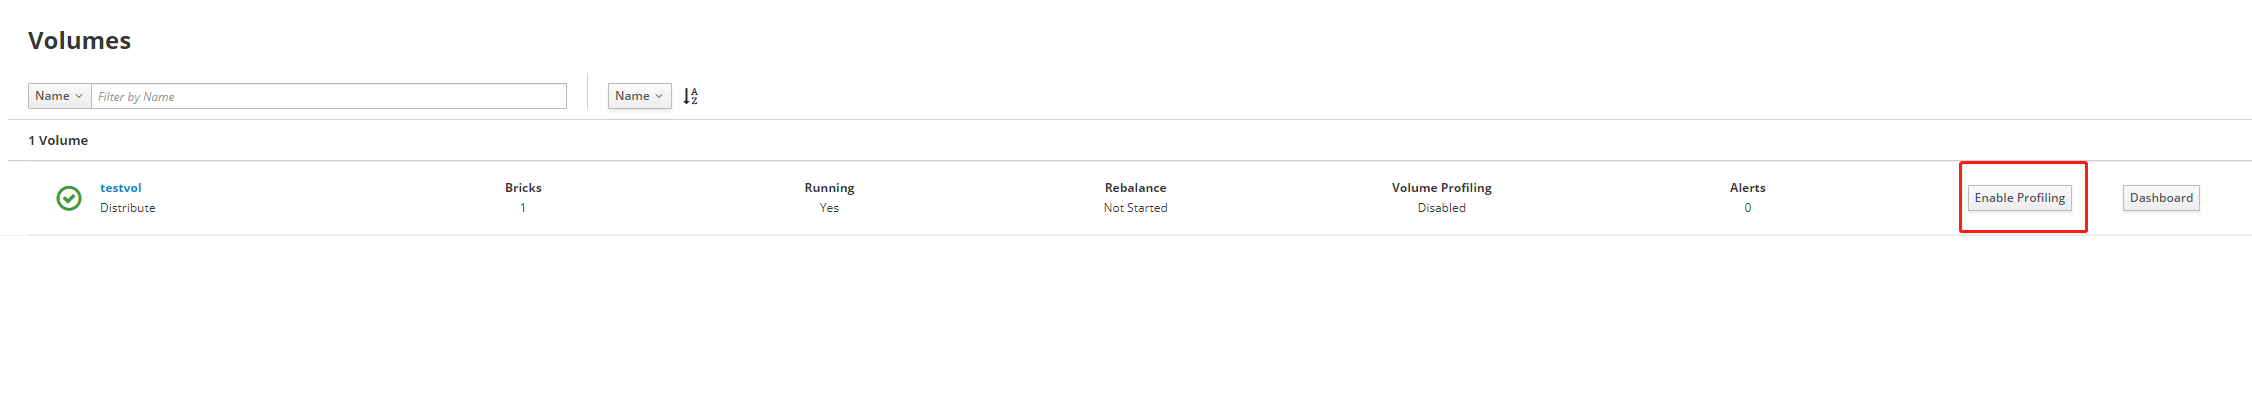 Volumes
Name Filter by Name Name A Z
1 Volume
testvol Bricks Running Rebalance Volume Profiling Alerts Enable Profiling Dashboard
Distribute 1 Yes Not Started Disabled 0